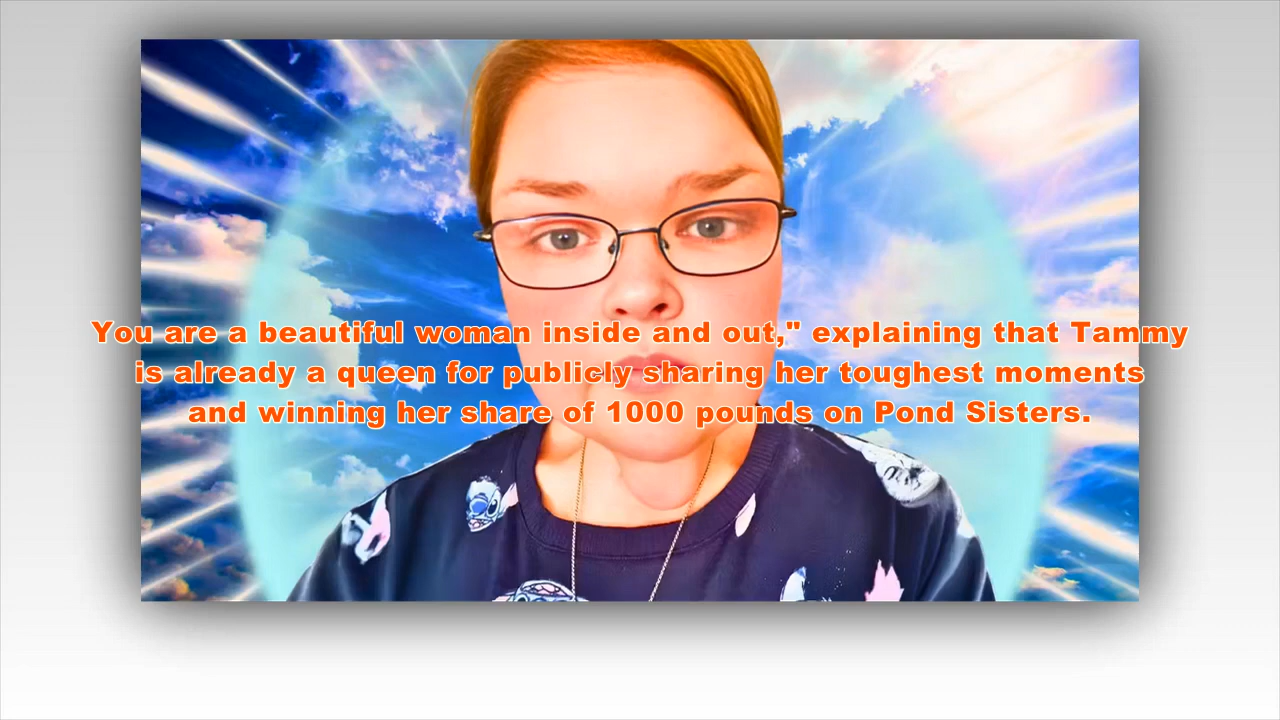 You are a beautiful woman inside and out," explaining that Tammy
is already a queen for publicly sharing her toughest moments
and winning her share of 1000 pounds on Pond Sisters.